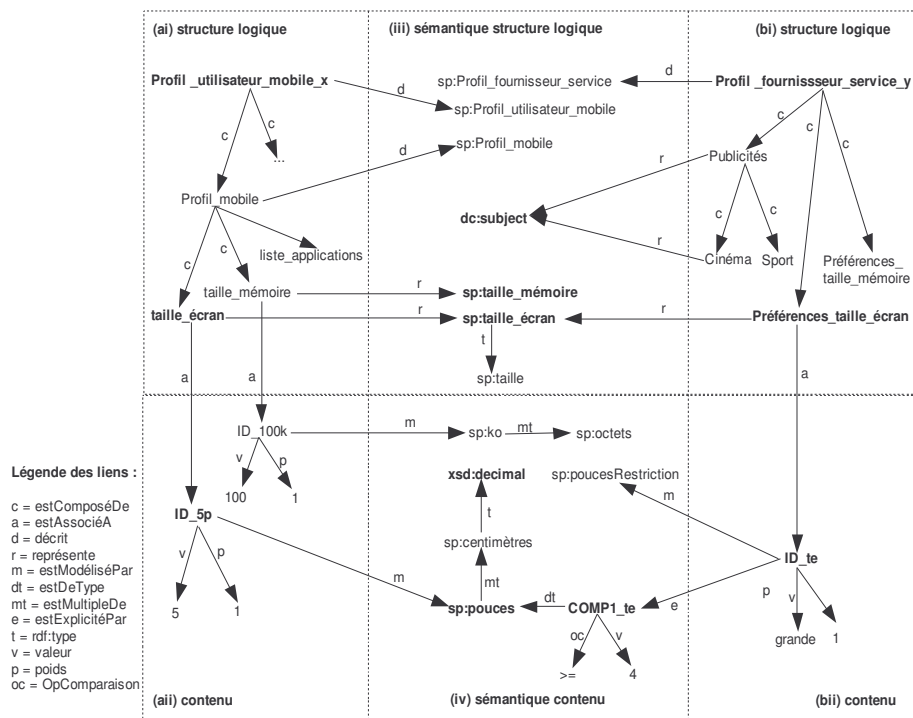 (ai) structure logique
(iii) sémantique structure logique
(bi) structure logique
Profil _utilisateur_mobile_x
sp:Profil_fournisseur_service
d
Profil _fournissseur_service_y
d
sp:Profil_utilisateur_mobile
c
c
c
c
c
...
d
sp:Profil_mobile
r
Publicités
Profil_mobile
dc:subject
c
c
c
liste_applications
r
Cinéma
Sport
Préférences_
taille_mémoire
taille_mémoire
r
sp:taille_mémoire
taille_écran
r
sp:taille_écran
r
Préférences_taille_écran
t
sp:taille
a
a
a
ID_100k
m
sp:ko
mt
sp:octets
v
p
100
1
Légende des liens :
c = estComposéDe
a = estAssociéA
d = décrit
r = représente
m = estModéliséPar
dt = estDeType
mt = estMultipleDe
e = estExplicitéPar
t = rdf:type
v = valeur
p = poids
oc = OpComparaison
xsd:decimal
sp:poucesRestriction
m
ID_5p
t
sp:centimètres
v
p
m
mt
ID_te
5
1
sp:pouces
dt
COMP1_te
e
p
v
oc
v
grande
1
>=
4
(aii) contenu
(iv) sémantique contenu
(bii) contenu